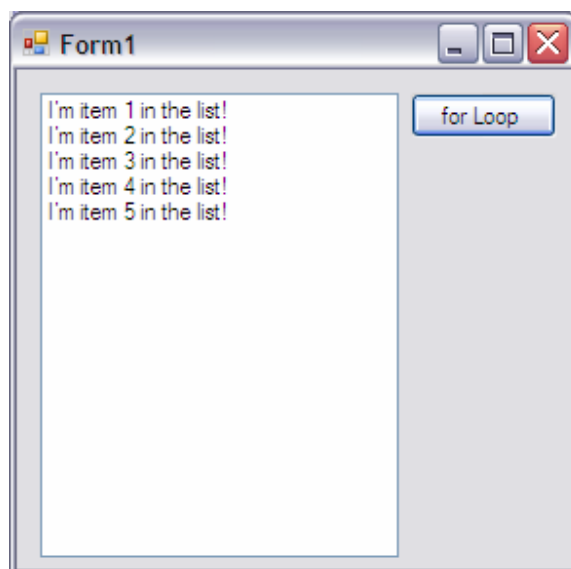 Form1
I'm item 1 in the list!
I'm item 2 in the list!
I'm item 3 in the list!
I'm item 4 in the list!
I'm item 5 in the list!
for Loop